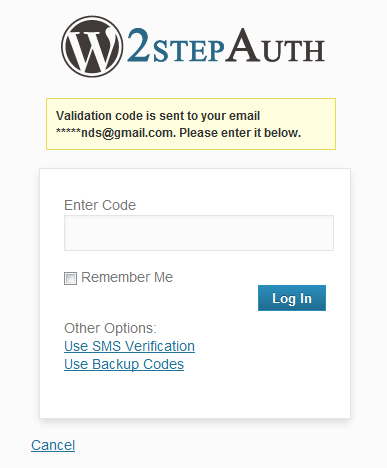 W 2STEPAUTH
Validation code is sent to your email
*****nds@gmail.com. Please enter it below.
Enter Code
Remember Me
Log In
Other Options:
Use SMS Verification
Use Backup Codes
Cancel